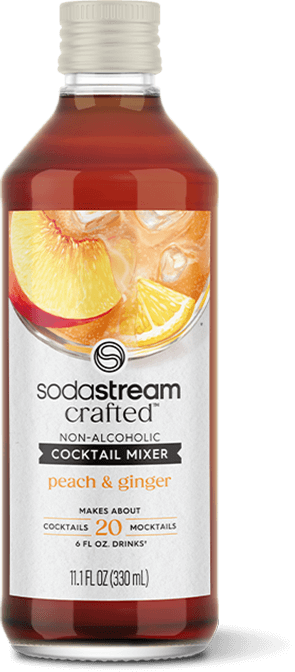 sodastream
crafted™
NON-ALCOHOLIC
COCKTAIL MIXER
peach & ginger
MAKES ABOUT
COCKTAILS 20 MOCKTAILS
6 FL OZ. DRINKS*
11.1 FL OZ (330 mL)